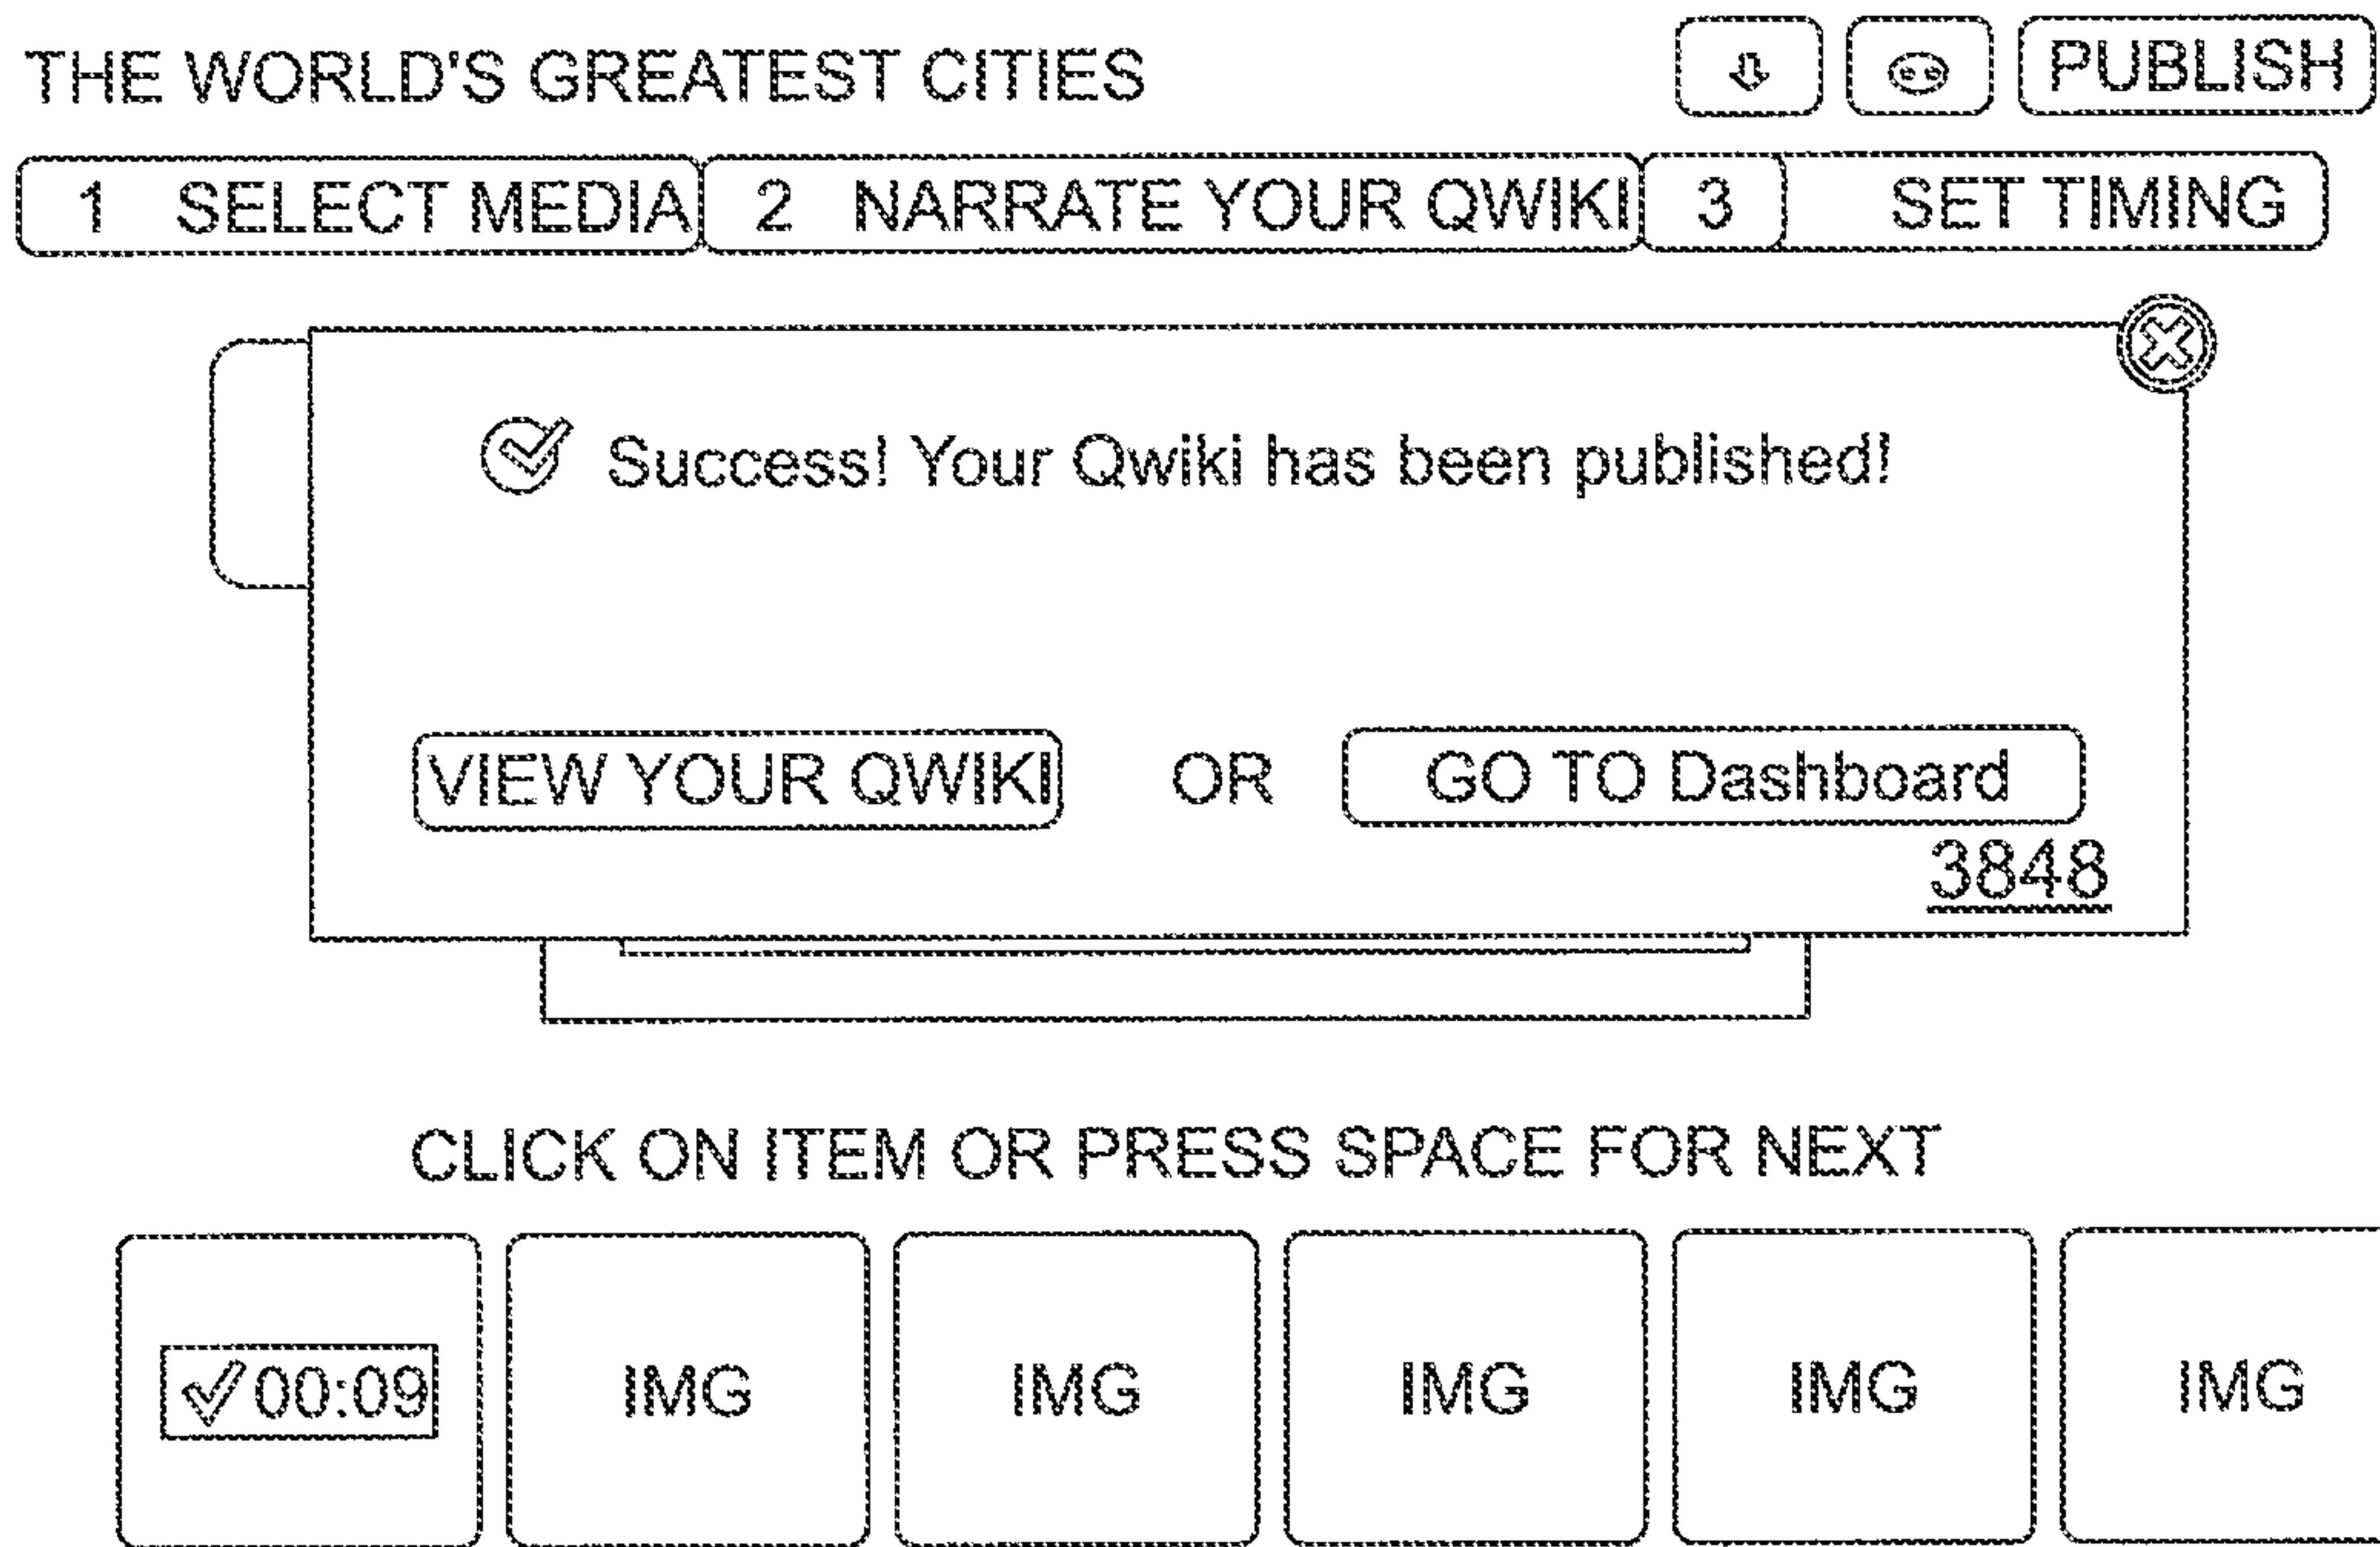 THE WORLD'S GREATEST CITIES PUBLISH
1 SELECT MEDIA 2 NARRATE YOUR QWIKI 3 SET TIMING
Success! Your Qwiki has been published!
VIEW YOUR QWIKI OR GO TO Dashboard
3848
CLICK ON ITEM OR PRESS SPACE FOR NEXT
00:09 IMG IMG IMG IMG IMG